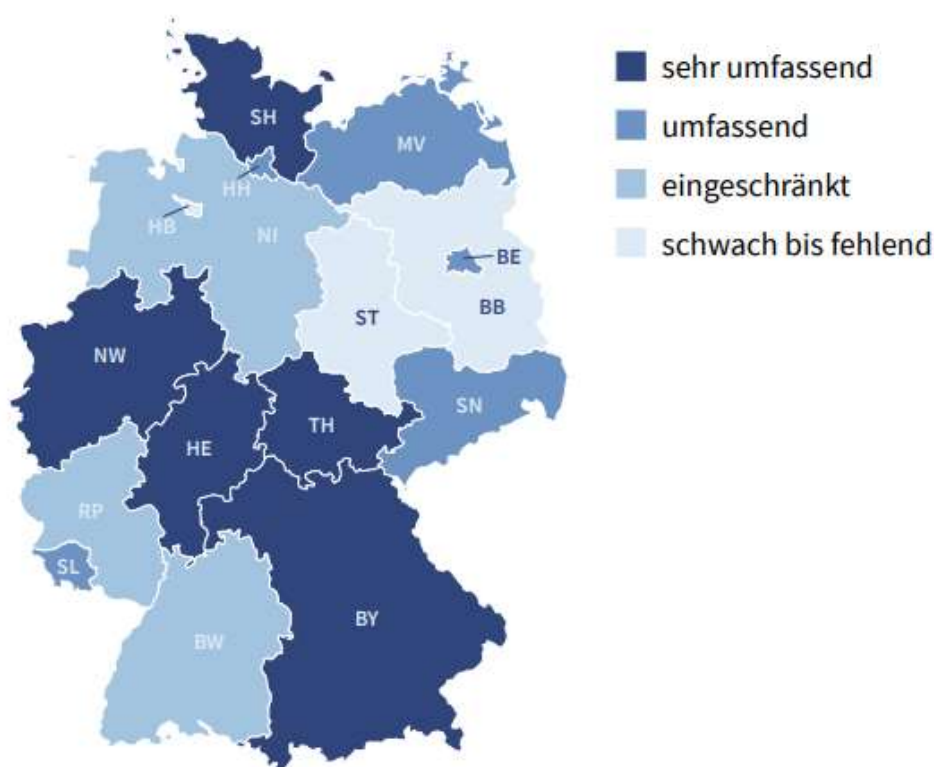 sehr umfassend
umfassend
eingeschränkt
schwach bis fehlend
SH
MV
HH
HB
NI
BE
BB
ST
NW
SN
TH
HE
RP
SL
BY
BW